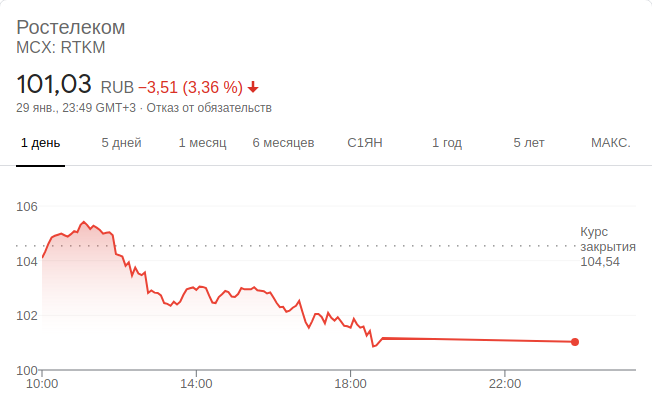 Ростелеком
MCX: RTKM
101,03 RUB −3,51 (3,36 %)
29 янв., 23:49 GMT+3 · Отказ от обязательств
1 день 5 дней 1 месяц 6 месяцев С1ЯН 1 год 5 лет МАКС.
106
Курс
закрытия
104,54
104
102
100
10:00 14:00 18:00 22:00